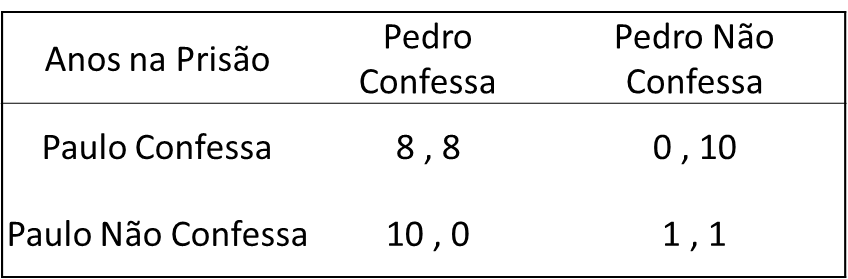 Anos na Prisão Pedro Confessa Pedro Não Confessa
Paulo Confessa 8 , 8 0 , 10
Paulo Não Confessa 10 , 0 1 , 1